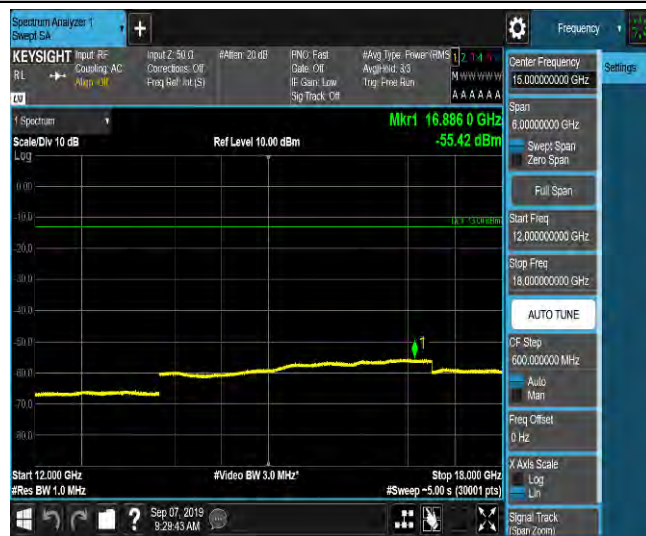 Spectrum Analyzer 1
Swept SA
+
Frequency
KEYSIGHT
RL
Input: RF
Coupling: AC
Align: Off
Input Z: 50 Ω
Corrections: Off
Freq Ref: Int (S)
#Atten: 20 dB
PNO: Fast
Gate: Off
IF Gain: Low
Sig Track: Off
#Avg Type: Power (RMS
Avg|Hold: 3/3
Trig: Free Run
1 2 3 4 5
M W W W W W
A A A A A A
1 Spectrum
Scale/Div 10 dB
Log
Ref Level 10.00 dBm
Mkr1 16.886 0 GHz
-55.42 dBm
0.00
-10.0
-20.0
-30.0
-40.0
-50.0
-60.0
-70.0
-80.0
1
Start 12.000 GHz
#Res BW 1.0 MHz
#Video BW 3.0 MHz*
Stop 18.000 GHz
#Sweep ~5.00 s (30001 pts)
Sep 07, 2019
9:29:43 AM
Settings
Center Frequency
15.000000000 GHz
Span
6.00000000 GHz
Swept Span
Zero Span
Full Span
Start Freq
12.000000000 GHz
Stop Freq
18.000000000 GHz
AUTO TUNE
CF Step
600.000000 MHz
Auto
Man
Freq Offset
0 Hz
X Axis Scale
Log
Lin
Signal Track
(Span Zoom)